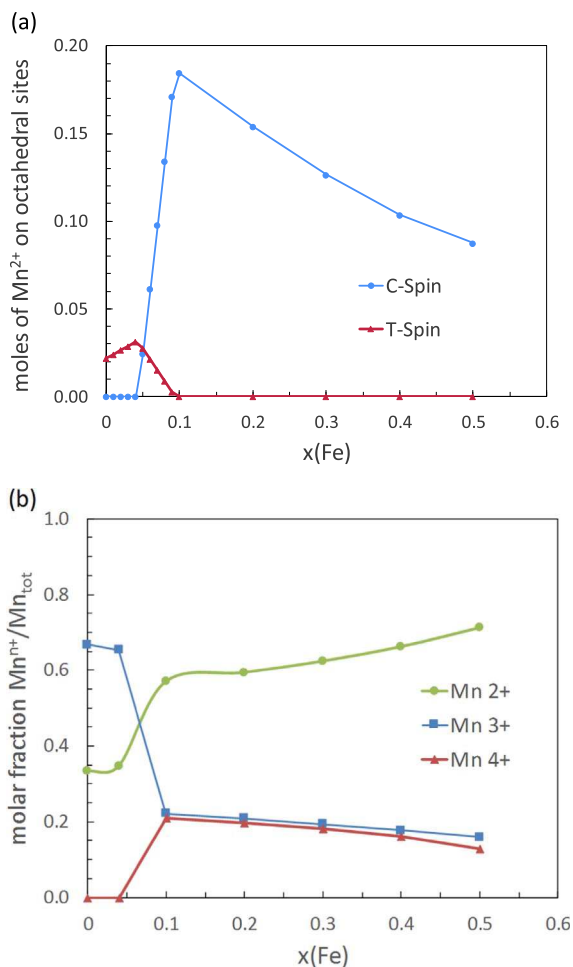 (a)
moles of Mn²⁺ on octahedral sites
0.20
0.15
0.10
0.05
0.00
C-Spin
T-Spin
0 0.1 0.2 0.3 0.4 0.5 0.6
x(Fe)
(b)
molar fraction Mnⁿ⁺/Mn_tot
1.0
0.8
0.6
0.4
0.2
0.0
Mn 2+
Mn 3+
Mn 4+
0 0.1 0.2 0.3 0.4 0.5 0.6
x(Fe)